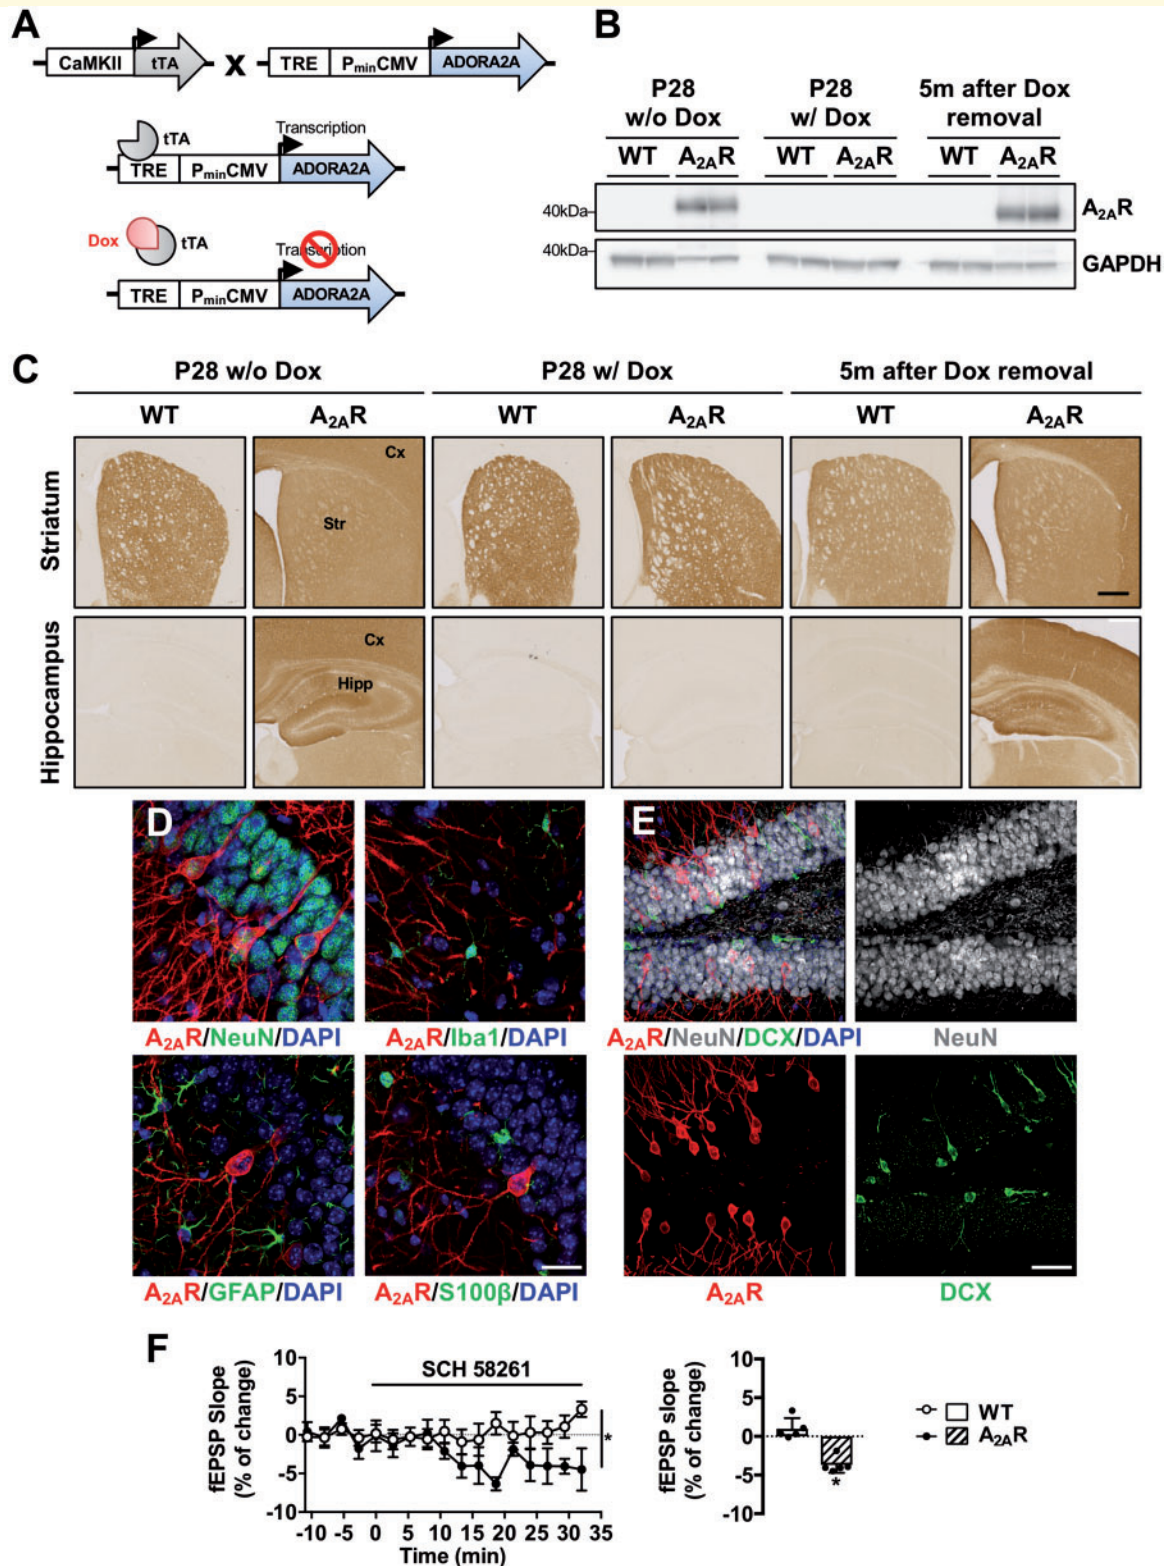 A
CaMKII tTA x TRE PminCMV ADORA2A
tTA
Transcription
TRE PminCMV ADORA2A
Dox tTA
Transcription
TRE PminCMV ADORA2A
B
P28 w/o Dox
P28 w/ Dox
5m after Dox removal
WT A2AR WT A2AR WT A2AR
40kDa A2AR
40kDa GAPDH
C
P28 w/o Dox P28 w/ Dox 5m after Dox removal
WT A2AR WT A2AR WT A2AR
Striatum
Cx
Str
Hippocampus
Cx
Hipp
D
A2AR/NeuN/DAPI
A2AR/Iba1/DAPI
A2AR/GFAP/DAPI
A2AR/S100β/DAPI
E
A2AR/NeuN/DCX/DAPI
NeuN
A2AR
DCX
F
fEPSP Slope
(% of change)
10
5
0
-5
-10
SCH 58261
*
-10 -5 0 5 10 15 20 25 30 35
Time (min)
fEPSP slope
(% of change)
10
5
0
-5
-10
*
WT
A2AR